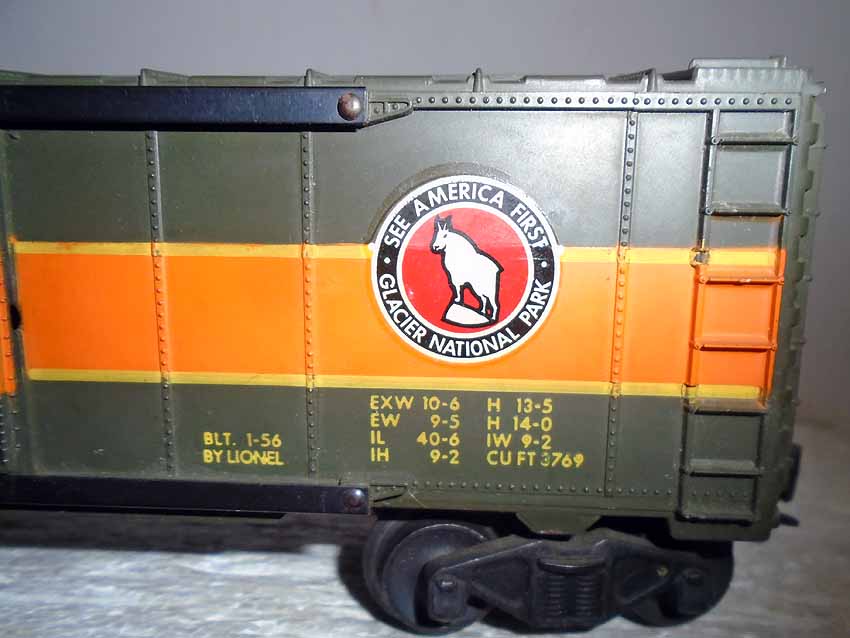 SEE AMERICA FIRST
GLACIER NATIONAL PARK
EXW 10-6 H 13-5
EW 9-5 H 14-0
IL 40-6 IW 9-2
IH 9-2 CU FT 3769
BLT. 1-56
BY LIONEL